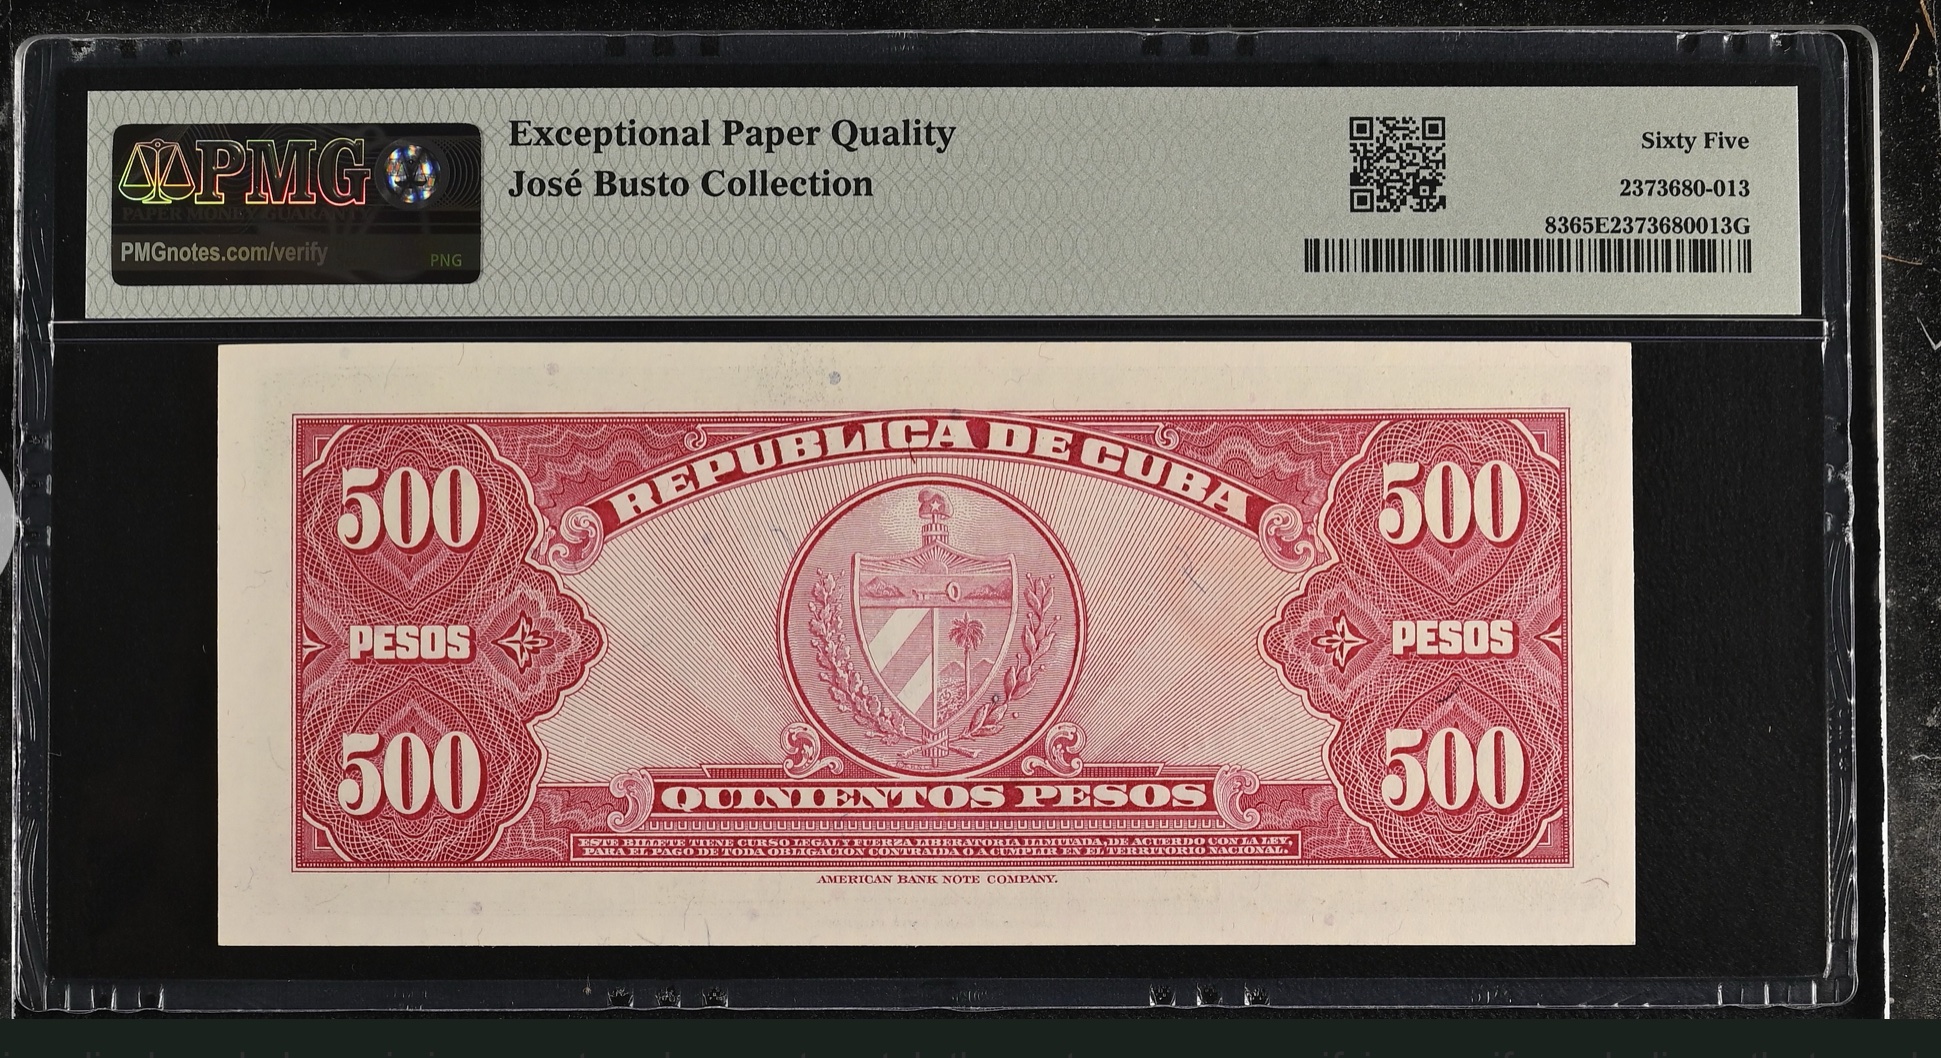 PMG
PAPER MONEY GUARANTY
PMGnotes.com/verify
PNG
Exceptional Paper Quality
José Busto Collection
Sixty Five
2373680-013
8365E2373680013G
REPUBLICA DE CUBA
500
500
PESOS
PESOS
500
500
QUINIENTOS PESOS
ESTE BILLETE TIENE CURSO LEGAL Y FUERZA LIBERATORIA ILIMITADA, DE ACUERDO CON LA LEY,
PARA EL PAGO DE TODA OBLIGACION CONTRAIDA O A CUMPLIR EN EL TERRITORIO NACIONAL.
AMERICAN BANK NOTE COMPANY.